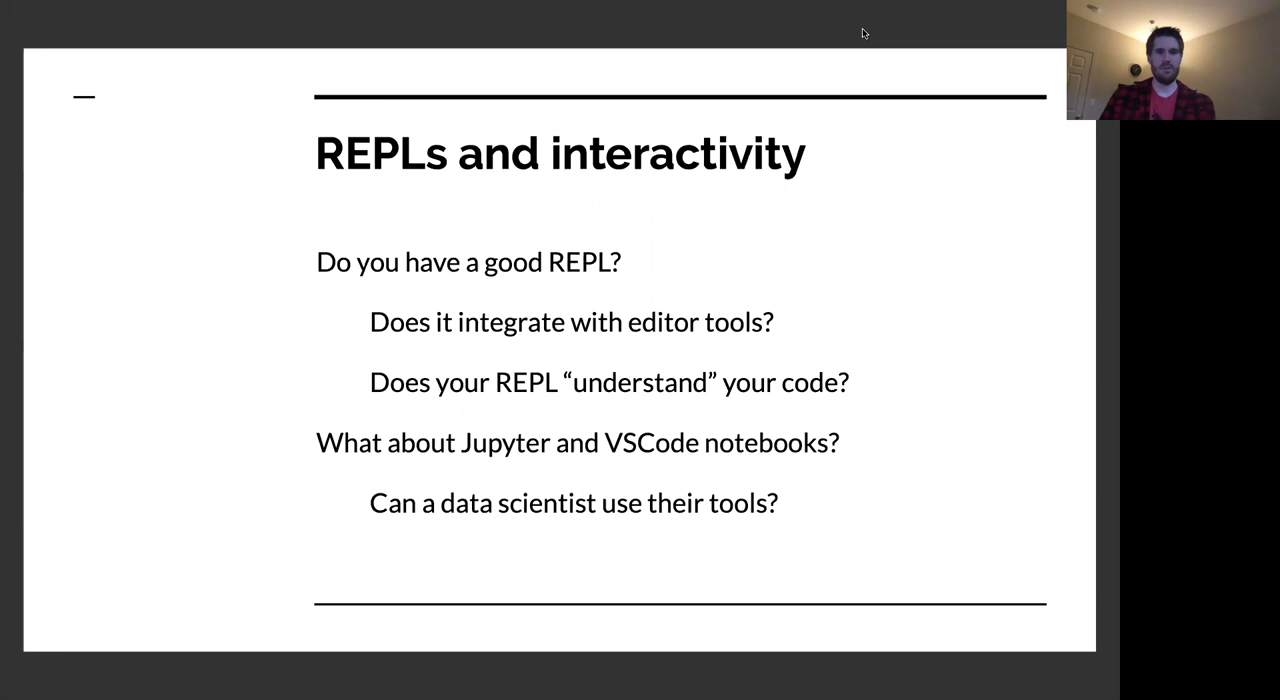 REPLs and interactivity
Do you have a good REPL?
Does it integrate with editor tools?
Does your REPL “understand” your code?
What about Jupyter and VSCode notebooks?
Can a data scientist use their tools?